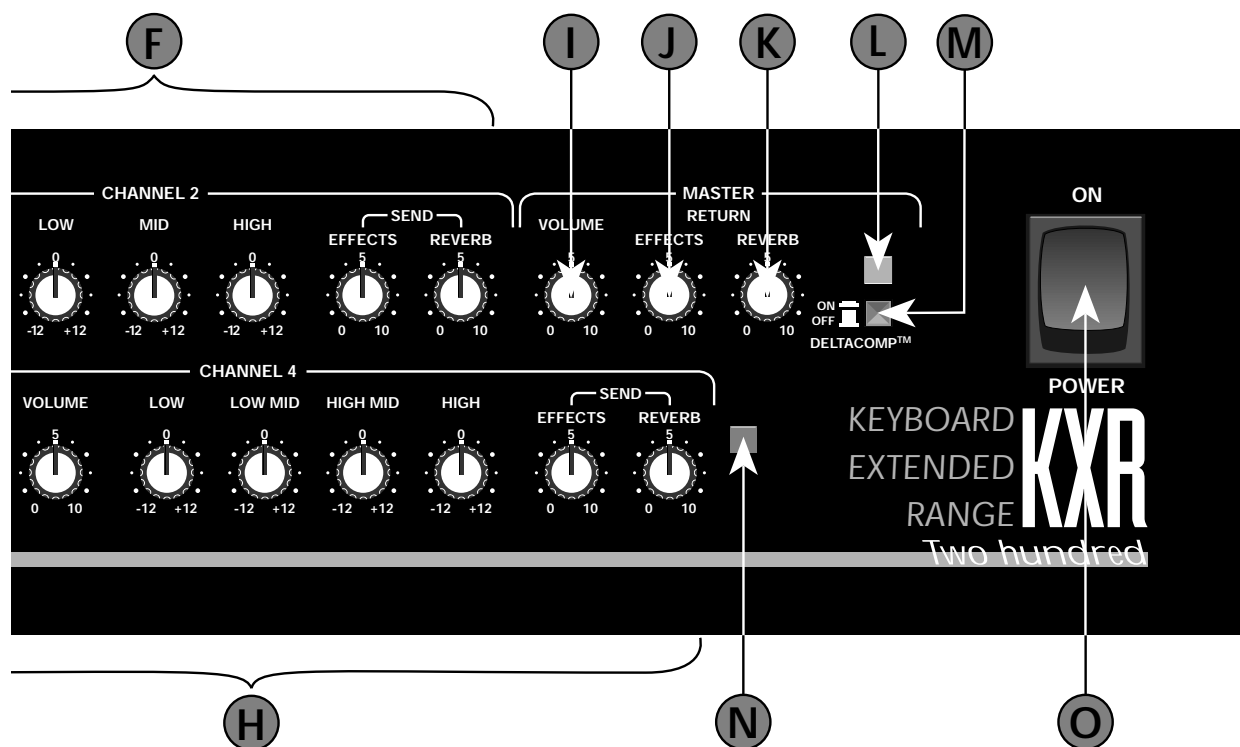 F I J K L M
CHANNEL 2 MASTER ON
RETURN
LOW MID HIGH SEND VOLUME
EFFECTS REVERB EFFECTS REVERB
0 0 0 5 5 5 5 5
-12 +12 -12 +12 -12 +12 0 10 0 10 0 10 0 10 0 10
ON
OFF
DELTACOMP™
CHANNEL 4 POWER
VOLUME LOW LOW MID HIGH MID HIGH SEND
EFFECTS REVERB
5 0 0 0 0 5 5
0 10 -12 +12 -12 +12 -12 +12 -12 +12 0 10 0 10
KEYBOARD
EXTENDED
RANGE
KXR
Two hundred
H N O